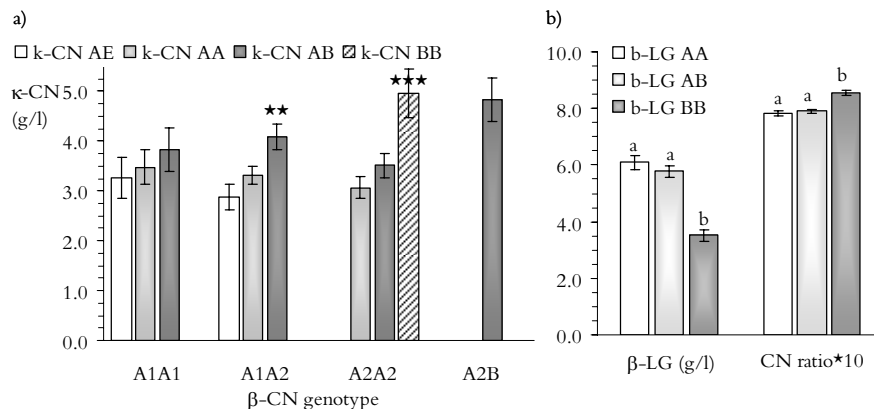 a)
k-CN AE k-CN AA k-CN AB k-CN BB
κ-CN
(g/l)
5.0
4.0
3.0
2.0
1.0
0.0
★★
★★★
A1A1 A1A2 A2A2 A2B
β-CN genotype
b)
b-LG AA
b-LG AB
b-LG BB
10.0
8.0
6.0
4.0
2.0
0.0
a a b
a a b
β-LG (g/l) CN ratio★10